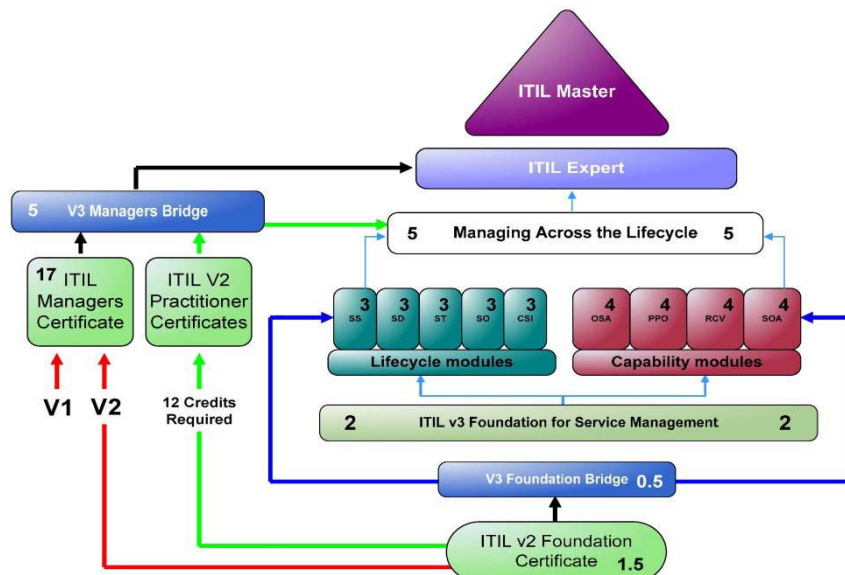 ITIL Master
ITIL Expert
5 V3 Managers Bridge
5 Managing Across the Lifecycle 5
17 ITIL
Managers
Certificate
ITIL V2
Practitioner
Certificates
3 3 3 3 3
SS SD ST SO CSI
Lifecycle modules
4 4 4 4
OSA PPO RCV SOA
Capability modules
V1 V2
12 Credits
Required
2 ITIL v3 Foundation for Service Management 2
V3 Foundation Bridge 0.5
ITIL v2 Foundation
Certificate 1.5